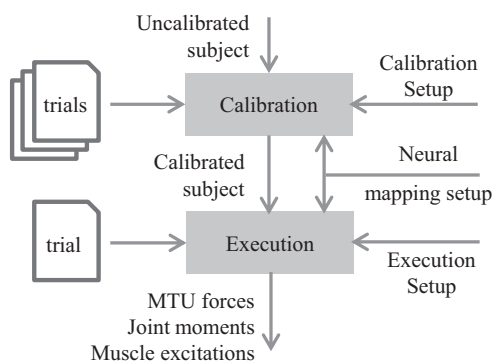 Uncalibrated
subject
trials
Calibration
Calibration
Setup
Calibrated
subject
Neural
mapping setup
trial
Execution
Execution
Setup
MTU forces
Joint moments
Muscle excitations